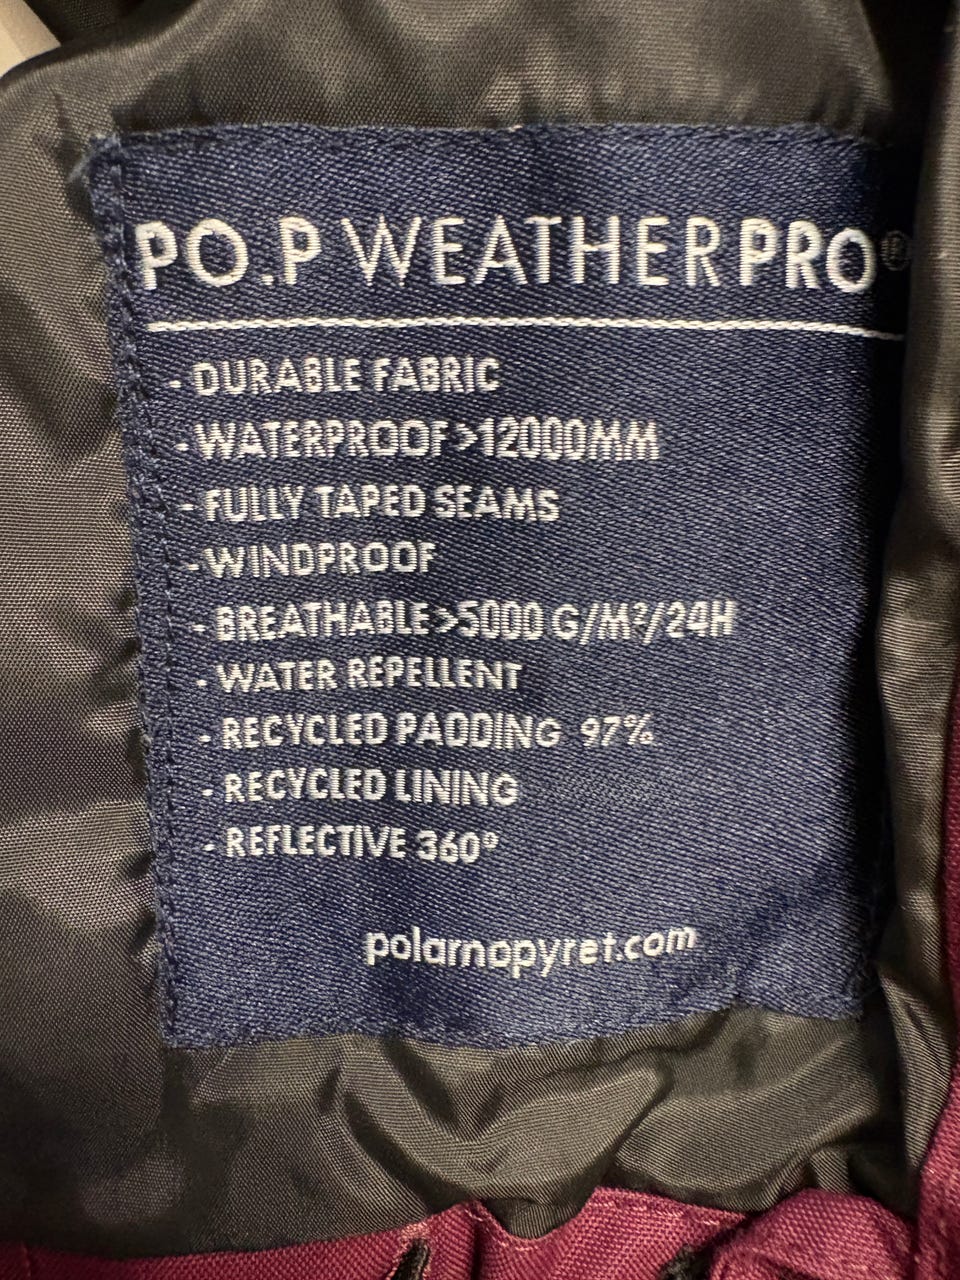 PO.P WEATHERPRO®
- DURABLE FABRIC
- WATERPROOF>12000MM
- FULLY TAPED SEAMS
- WINDPROOF
- BREATHABLE>5000 G/M²/24H
- WATER REPELLENT
- RECYCLED PADDING 97%
- RECYCLED LINING
- REFLECTIVE 360°
polarnopyret.com